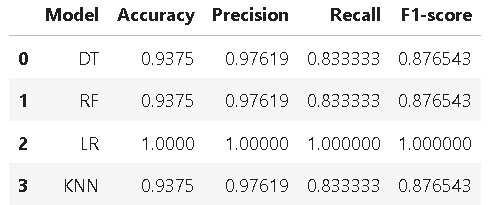 Model Accuracy Precision Recall F1-score
0 DT 0.9375 0.97619 0.833333 0.876543
1 RF 0.9375 0.97619 0.833333 0.876543
2 LR 1.0000 1.00000 1.000000 1.000000
3 KNN 0.9375 0.97619 0.833333 0.876543